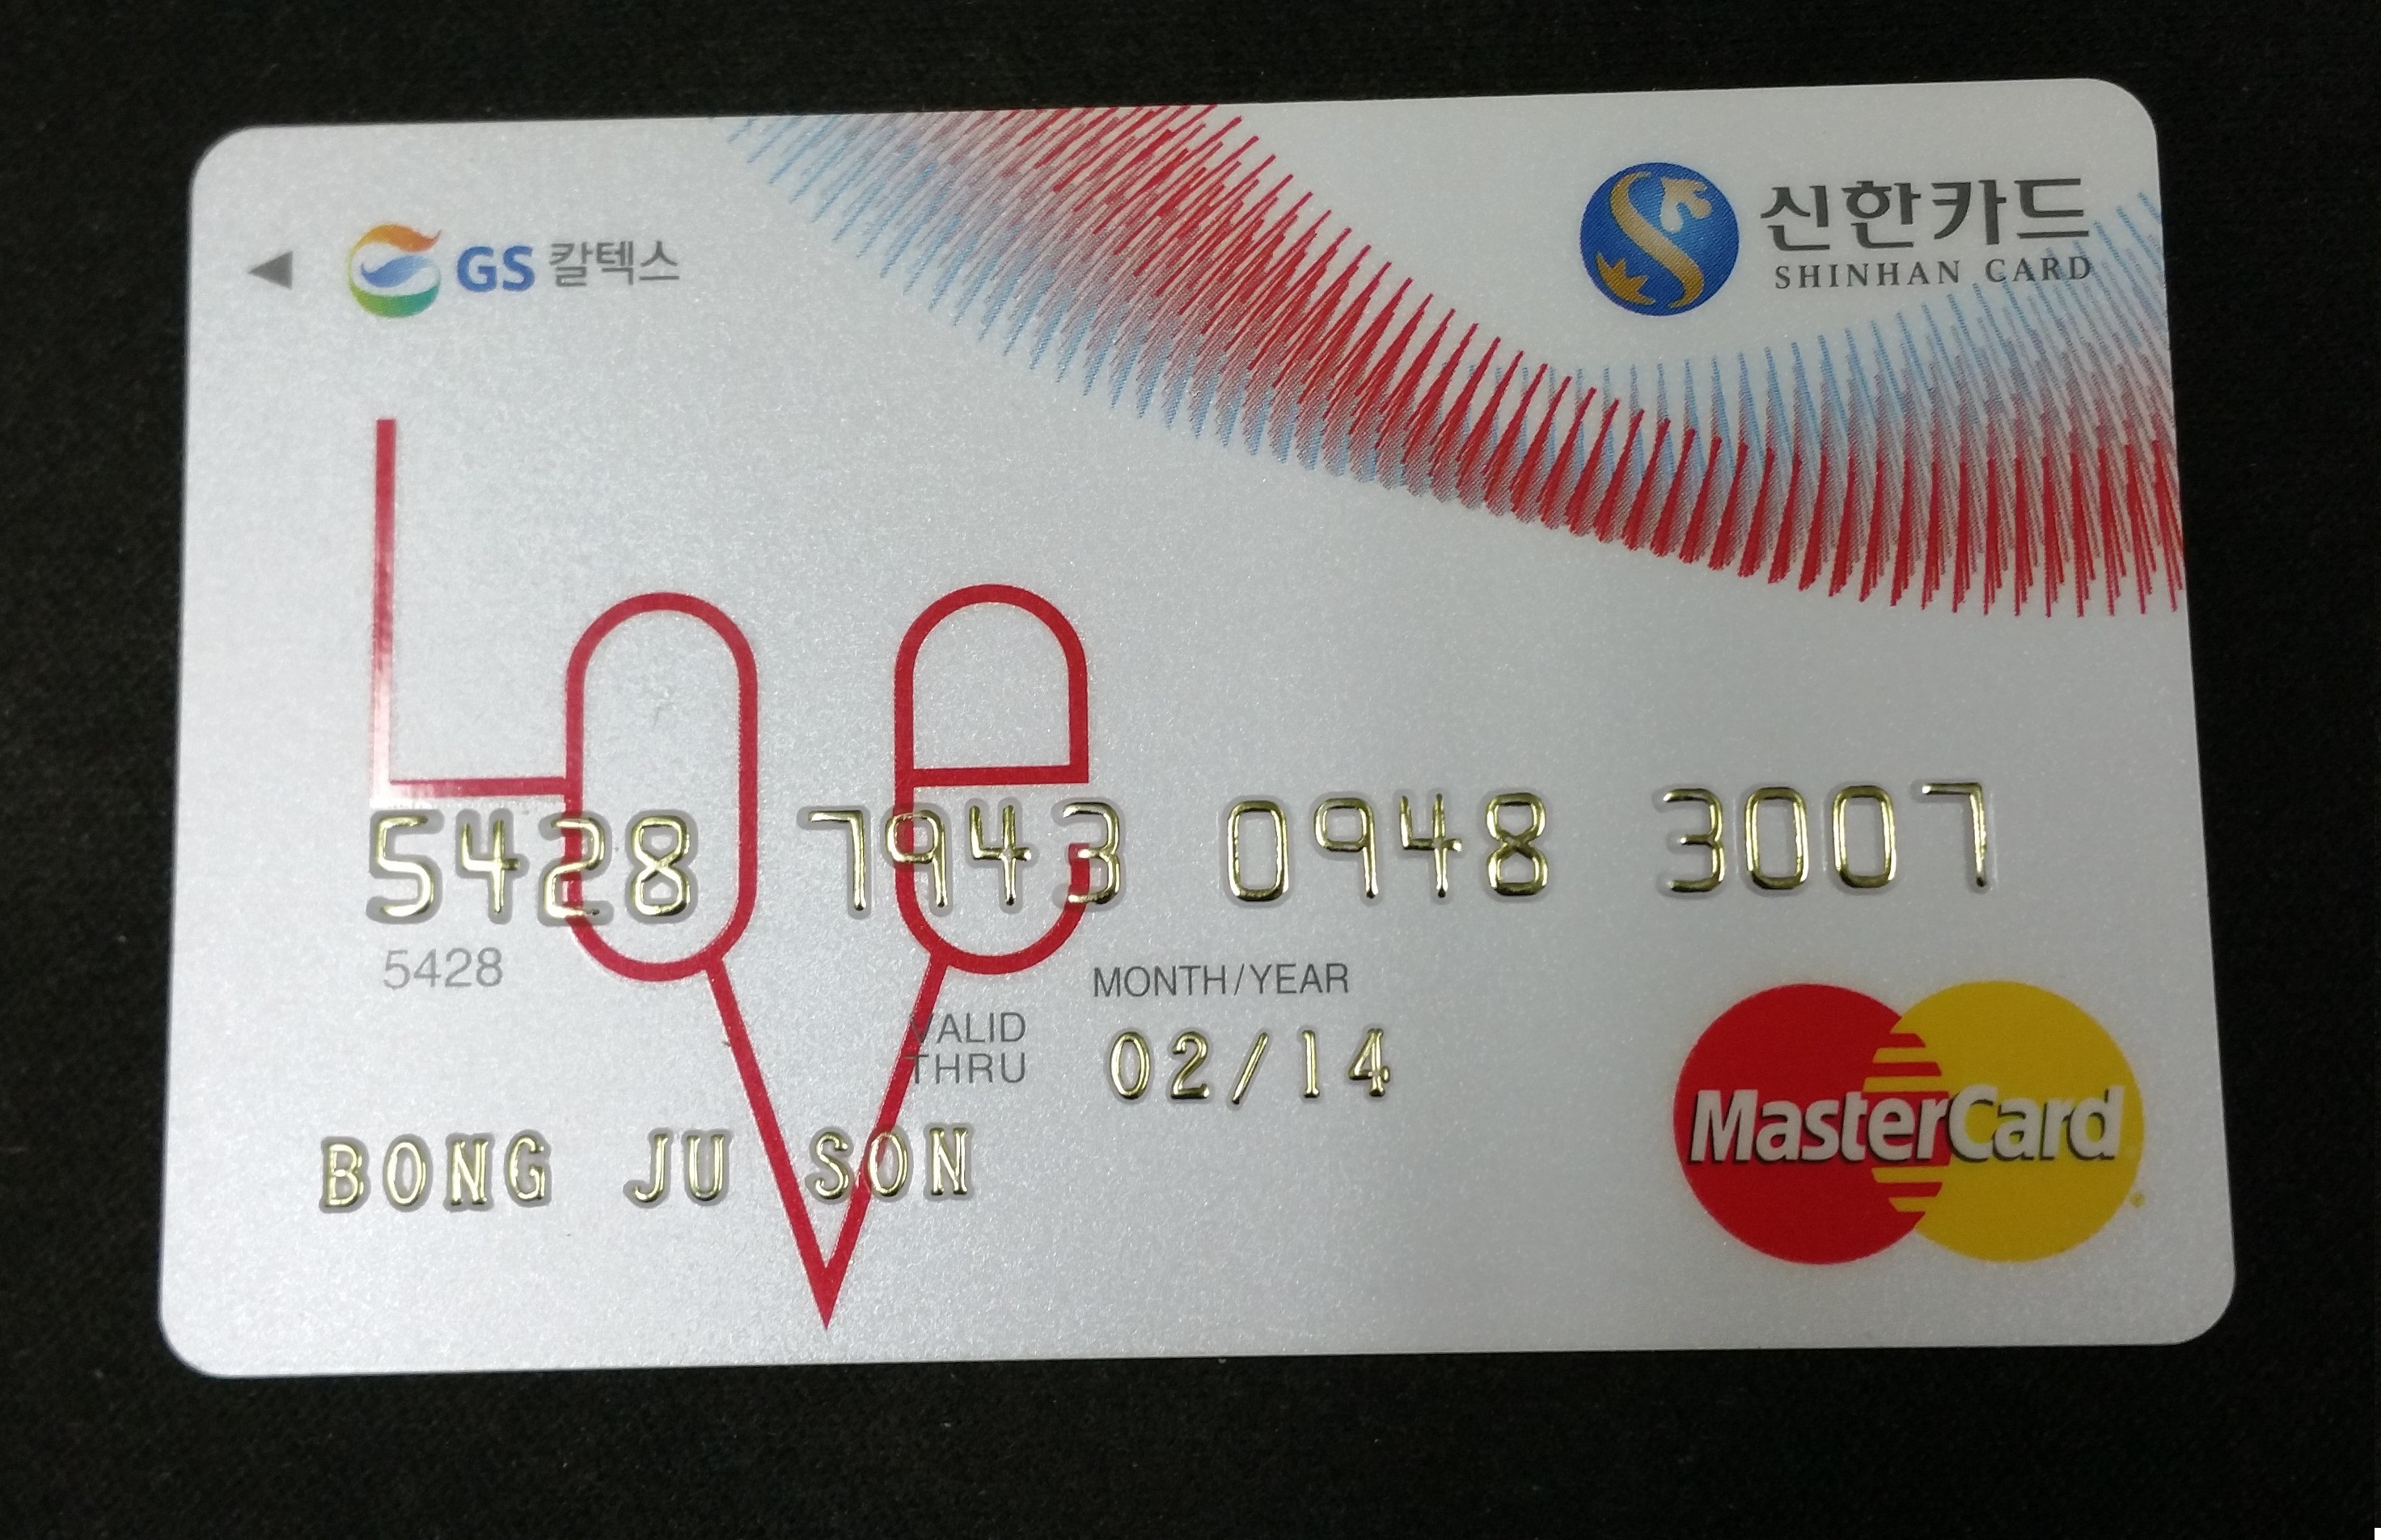 GS 칼텍스
신한카드
SHINHAN CARD
Love
5428 7943 0948 3007
5428
MONTH/YEAR
VALID
THRU
02/14
BONG JU SON
MasterCard